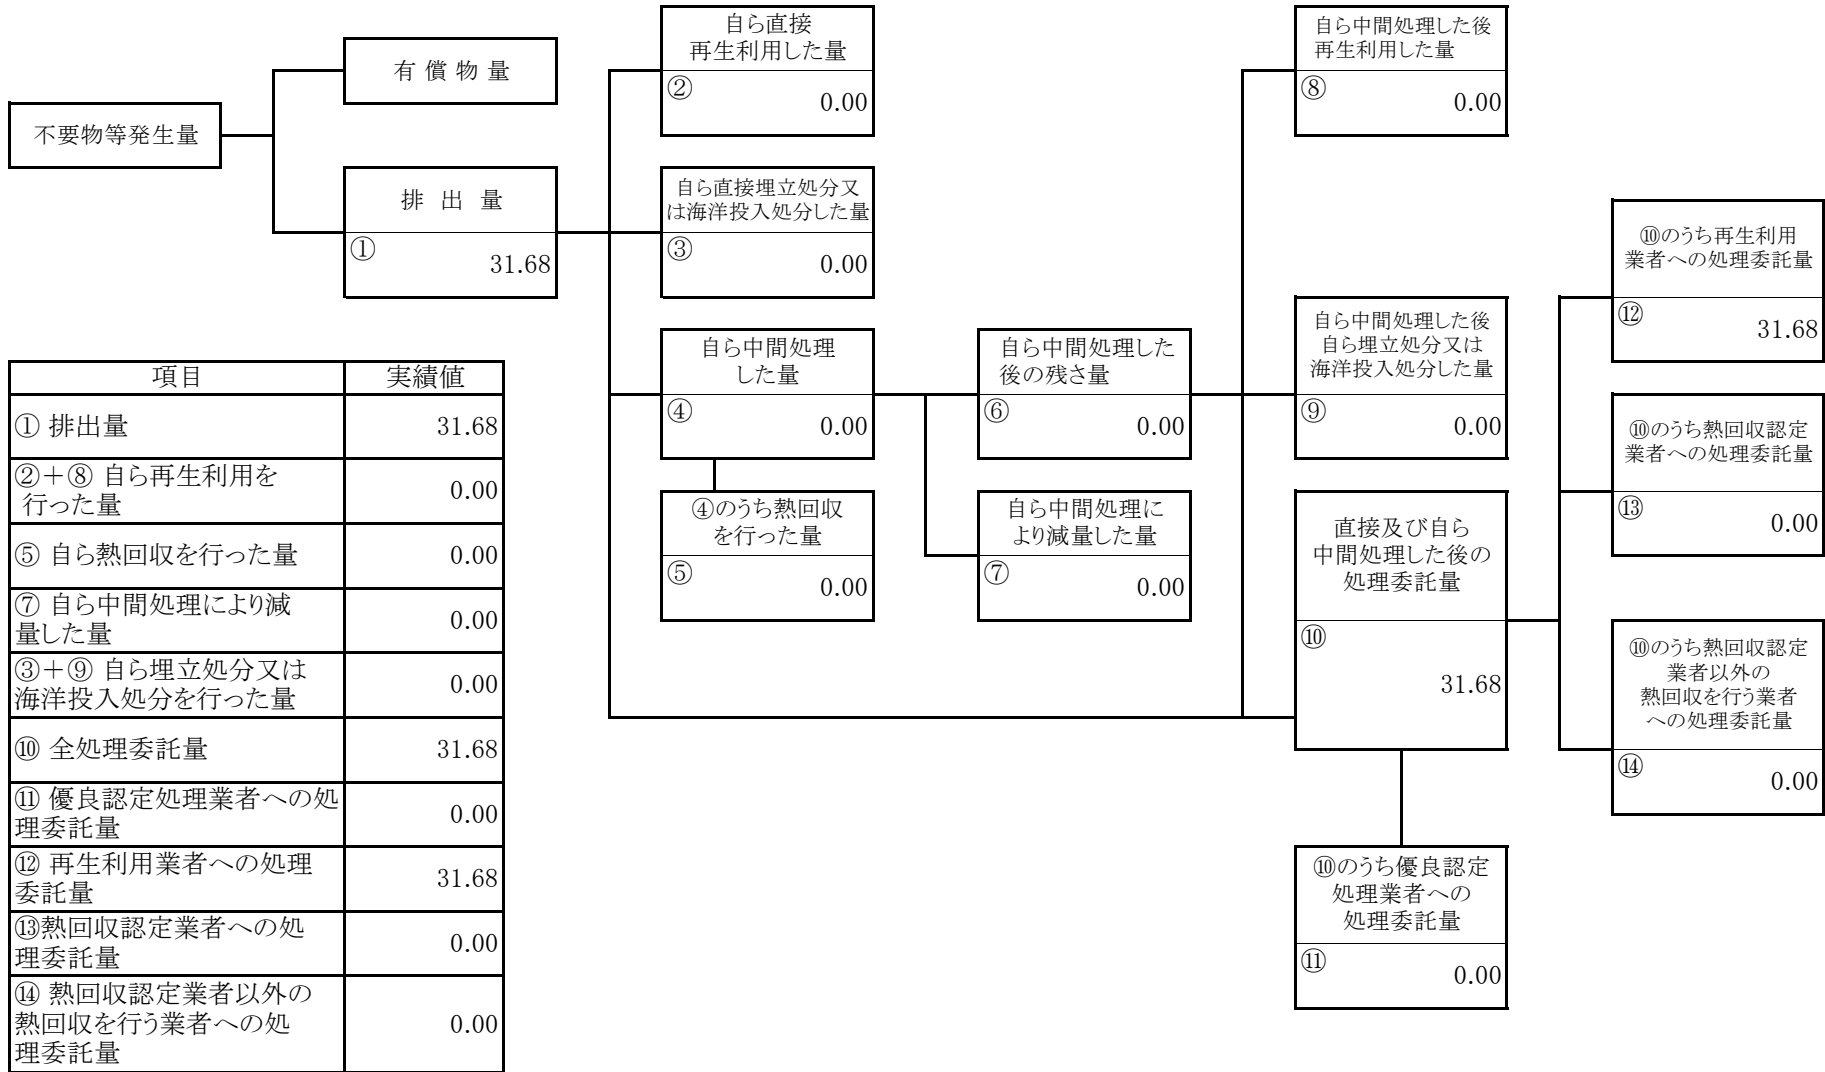 不要物等発生量
有 償 物 量
排 出 量
①
31.68
自ら直接
再生利用した量
②
0.00
自ら直接埋立処分又
は海洋投入処分した量
③
0.00
自ら中間処理
した量
④
0.00
④のうち熱回収
を行った量
⑤
0.00
自ら中間処理した
後の残さ量
⑥
0.00
自ら中間処理に
より減量した量
⑦
0.00
自ら中間処理した後
再生利用した量
⑧
0.00
自ら中間処理した後
自ら埋立処分又は
海洋投入処分した量
⑨
0.00
直接及び自ら
中間処理した後の
処理委託量
⑩
31.68
⑩のうち優良認定
処理業者への
処理委託量
⑪
0.00
⑩のうち再生利用
業者への処理委託量
⑫
31.68
⑩のうち熱回収認定
業者への処理委託量
⑬
0.00
⑩のうち熱回収認定
業者以外の
熱回収を行う業者
への処理委託量
⑭
0.00
項目 実績値
① 排出量 31.68
②+⑧ 自ら再生利用を
行った量 0.00
⑤ 自ら熱回収を行った量 0.00
⑦ 自ら中間処理により減
量した量 0.00
③+⑨ 自ら埋立処分又は
海洋投入処分を行った量 0.00
⑩ 全処理委託量 31.68
⑪ 優良認定処理業者への処
理委託量 0.00
⑫ 再生利用業者への処理
委託量 31.68
⑬熱回収認定業者への処
理委託量 0.00
⑭ 熱回収認定業者以外の
熱回収を行う業者への処
理委託量 0.00